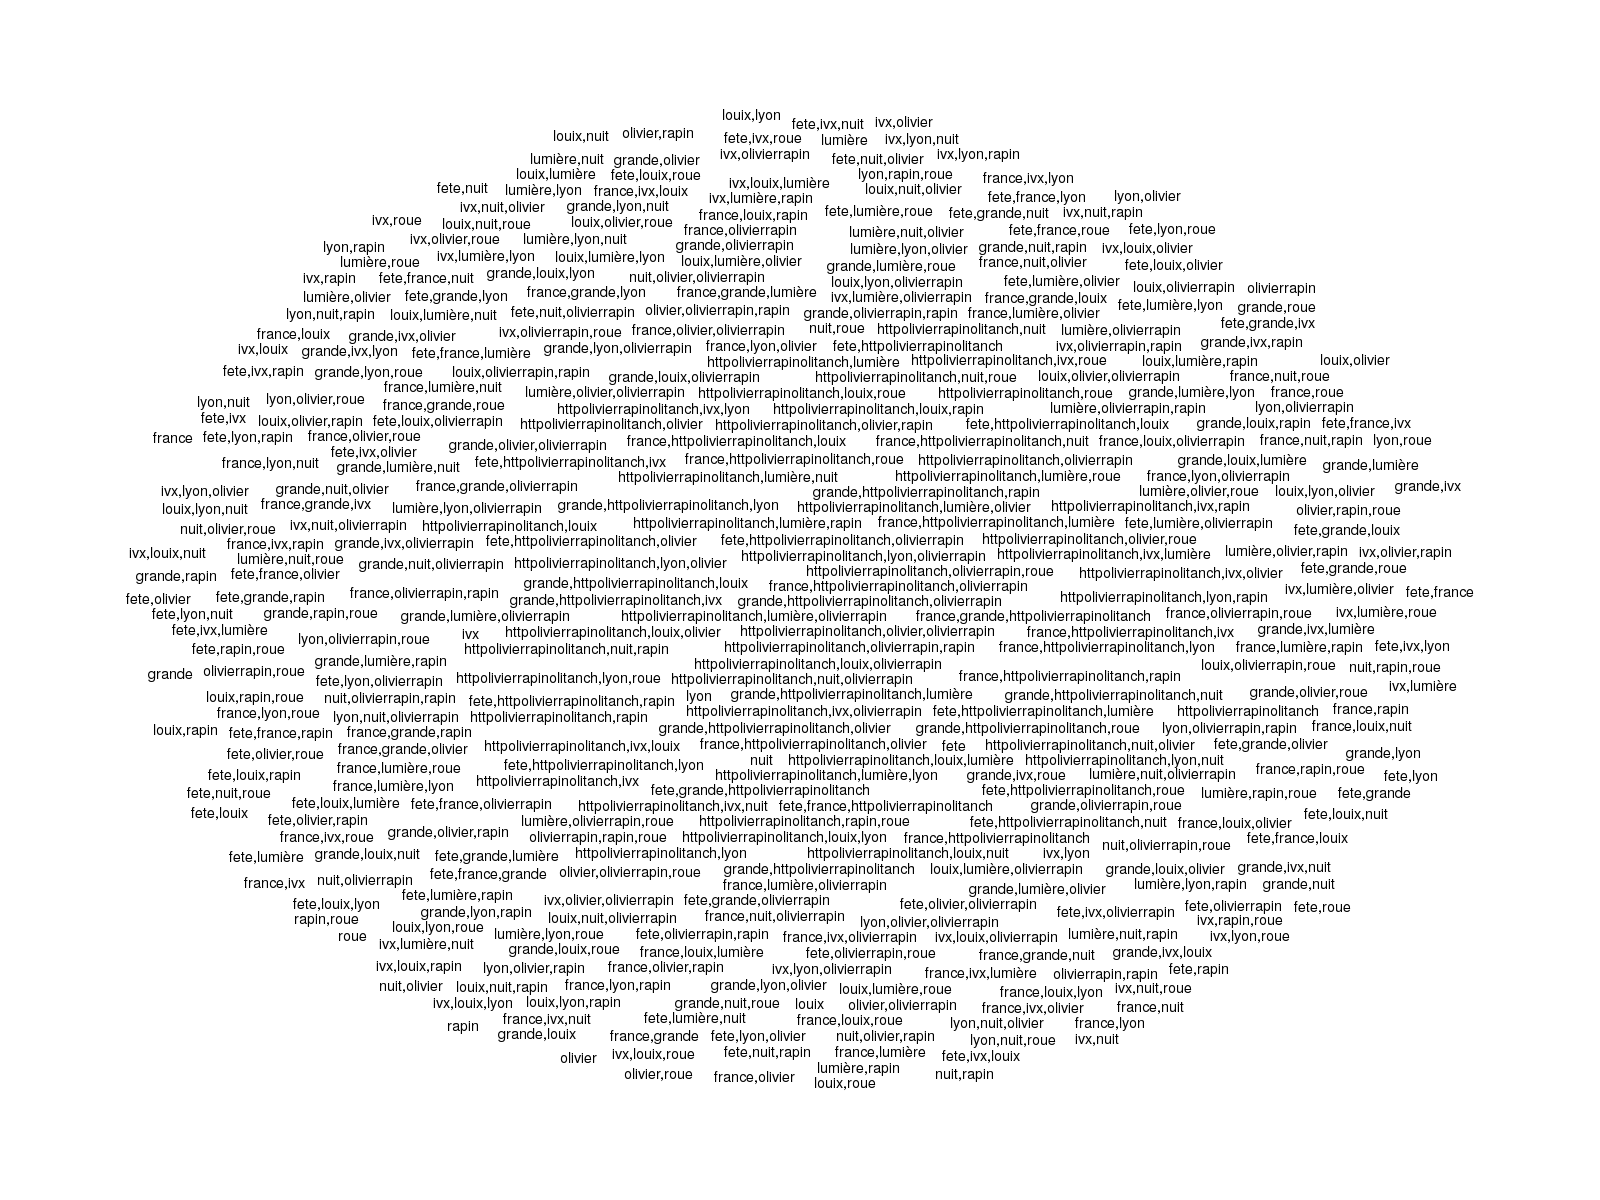 louix,lyon
fete,ivx,nuit ivx,olivier
louix,nuit olivier,rapin fete,ivx,roue lumière ivx,lyon,nuit
lumière,nuit grande,olivier ivx,olivierrapin fete,nuit,olivier ivx,lyon,rapin
louix,lumière fete,louix,roue lyon,rapin,roue
fete,nuit lumière,lyon france,ivx,louix ivx,louix,lumière louix,nuit,olivier france,ivx,lyon
ivx,lumière,rapin fete,france,lyon lyon,olivier
ivx,nuit,olivier grande,lyon,nuit france,louix,rapin fete,lumière,roue fete,grande,nuit ivx,nuit,rapin
ivx,roue louix,nuit,roue louix,olivier,roue france,olivierrapin lumière,nuit,olivier fete,france,roue fete,lyon,roue
lyon,rapin ivx,olivier,roue lumière,lyon,nuit grande,olivierrapin lumière,lyon,olivier grande,nuit,rapin ivx,louix,olivier
lumière,roue ivx,lumière,lyon louix,lumière,lyon louix,lumière,olivier grande,lumière,roue france,nuit,olivier fete,louix,olivier
ivx,rapin fete,france,nuit grande,louix,lyon nuit,olivier,olivierrapin louix,lyon,olivierrapin fete,lumière,olivier louix,olivierrapin olivierrapin
lumière,olivier fete,grande,lyon france,grande,lyon france,grande,lumière ivx,lumière,olivierrapin france,grande,louix fete,lumière,lyon grande,roue
lyon,nuit,rapin louix,lumière,nuit fete,nuit,olivierrapin olivier,olivierrapin,rapin grande,olivierrapin,rapin france,lumière,olivier fete,grande,ivx
france,louix grande,ivx,olivier ivx,olivierrapin,roue france,olivier,olivierrapin nuit,roue httpolivierrapinolitanch,nuit lumière,olivierrapin
ivx,louix grande,ivx,lyon fete,france,lumière grande,lyon,olivierrapin france,lyon,olivier fete,httpolivierrapinolitanch ivx,olivierrapin,rapin grande,ivx,rapin
httpolivierrapinolitanch,lumière httpolivierrapinolitanch,ivx,roue louix,lumière,rapin louix,olivier
fete,ivx,rapin grande,lyon,roue louix,olivierrapin,rapin grande,louix,olivierrapin httpolivierrapinolitanch,nuit,roue louix,olivier,olivierrapin france,nuit,roue
france,lumière,nuit lumière,olivier,olivierrapin httpolivierrapinolitanch,louix,roue httpolivierrapinolitanch,roue grande,lumière,lyon france,roue
lyon,nuit lyon,olivier,roue france,grande,roue httpolivierrapinolitanch,ivx,lyon httpolivierrapinolitanch,louix,rapin lumière,olivierrapin,rapin lyon,olivierrapin
fete,ivx louix,olivier,rapin fete,louix,olivierrapin httpolivierrapinolitanch,olivier httpolivierrapinolitanch,olivier,rapin fete,httpolivierrapinolitanch,louix grande,louix,rapin fete,france,ivx
france fete,lyon,rapin france,olivier,roue grande,olivier,olivierrapin france,httpolivierrapinolitanch,louix france,httpolivierrapinolitanch,nuit france,louix,olivierrapin france,nuit,rapin lyon,roue
fete,ivx,olivier
france,lyon,nuit grande,lumière,nuit fete,httpolivierrapinolitanch,ivx france,httpolivierrapinolitanch,roue httpolivierrapinolitanch,olivierrapin grande,louix,lumière grande,lumière
httpolivierrapinolitanch,lumière,nuit httpolivierrapinolitanch,lumière,roue france,lyon,olivierrapin
ivx,lyon,olivier grande,nuit,olivier france,grande,olivierrapin grande,httpolivierrapinolitanch,rapin lumière,olivier,roue louix,lyon,olivier grande,ivx
louix,lyon,nuit france,grande,ivx lumière,lyon,olivierrapin grande,httpolivierrapinolitanch,lyon httpolivierrapinolitanch,lumière,olivier httpolivierrapinolitanch,ivx,rapin olivier,rapin,roue
nuit,olivier,roue ivx,nuit,olivierrapin httpolivierrapinolitanch,louix httpolivierrapinolitanch,lumière,rapin france,httpolivierrapinolitanch,lumière fete,lumière,olivierrapin fete,grande,louix
france,ivx,rapin grande,ivx,olivierrapin fete,httpolivierrapinolitanch,olivier fete,httpolivierrapinolitanch,olivierrapin httpolivierrapinolitanch,olivier,roue
ivx,louix,nuit lumière,nuit,roue grande,nuit,olivierrapin httpolivierrapinolitanch,lyon,olivier httpolivierrapinolitanch,lyon,olivierrapin httpolivierrapinolitanch,ivx,lumière lumière,olivier,rapin ivx,olivier,rapin
grande,rapin fete,france,olivier httpolivierrapinolitanch,olivierrapin,roue httpolivierrapinolitanch,ivx,olivier fete,grande,roue
grande,httpolivierrapinolitanch,louix france,httpolivierrapinolitanch,olivierrapin
fete,olivier fete,grande,rapin france,olivierrapin,rapin grande,httpolivierrapinolitanch,ivx grande,httpolivierrapinolitanch,olivierrapin httpolivierrapinolitanch,lyon,rapin ivx,lumière,olivier fete,france
fete,lyon,nuit grande,rapin,roue grande,lumière,olivierrapin httpolivierrapinolitanch,lumière,olivierrapin france,grande,httpolivierrapinolitanch france,olivierrapin,roue ivx,lumière,roue
fete,ivx,lumière lyon,olivierrapin,roue ivx httpolivierrapinolitanch,louix,olivier httpolivierrapinolitanch,olivier,olivierrapin france,httpolivierrapinolitanch,ivx grande,ivx,lumière
fete,rapin,roue httpolivierrapinolitanch,nuit,rapin httpolivierrapinolitanch,olivierrapin,rapin france,httpolivierrapinolitanch,lyon france,lumière,rapin fete,ivx,lyon
grande olivierrapin,roue grande,lumière,rapin httpolivierrapinolitanch,louix,olivierrapin louix,olivierrapin,roue nuit,rapin,roue
fete,lyon,olivierrapin httpolivierrapinolitanch,lyon,roue httpolivierrapinolitanch,nuit,olivierrapin france,httpolivierrapinolitanch,rapin ivx,lumière
louix,rapin,roue nuit,olivierrapin,rapin fete,httpolivierrapinolitanch,rapin lyon grande,httpolivierrapinolitanch,lumière grande,httpolivierrapinolitanch,nuit grande,olivier,roue
france,lyon,roue lyon,nuit,olivierrapin httpolivierrapinolitanch,rapin httpolivierrapinolitanch,ivx,olivierrapin fete,httpolivierrapinolitanch,lumière httpolivierrapinolitanch france,rapin
louix,rapin fete,france,rapin france,grande,rapin grande,httpolivierrapinolitanch,olivier grande,httpolivierrapinolitanch,roue lyon,olivierrapin,rapin france,louix,nuit
fete,olivier,roue france,grande,olivier httpolivierrapinolitanch,ivx,louix france,httpolivierrapinolitanch,olivier fete httpolivierrapinolitanch,nuit,olivier fete,grande,olivier grande,lyon
fete,louix,rapin france,lumière,roue fete,httpolivierrapinolitanch,lyon nuit httpolivierrapinolitanch,louix,lumière httpolivierrapinolitanch,lyon,nuit france,rapin,roue fete,lyon
france,lumière,lyon httpolivierrapinolitanch,ivx httpolivierrapinolitanch,lumière,lyon grande,ivx,roue lumière,nuit,olivierrapin
fete,nuit,roue fete,louix,lumière fete,france,olivierrapin fete,grande,httpolivierrapinolitanch fete,httpolivierrapinolitanch,roue lumière,rapin,roue fete,grande
fete,louix fete,olivier,rapin httpolivierrapinolitanch,ivx,nuit fete,france,httpolivierrapinolitanch grande,olivierrapin,roue fete,louix,nuit
lumière,olivierrapin,roue httpolivierrapinolitanch,rapin,roue fete,httpolivierrapinolitanch,nuit france,louix,olivier
france,ivx,roue grande,olivier,rapin olivierrapin,rapin,roue httpolivierrapinolitanch,louix,lyon france,httpolivierrapinolitanch nuit,olivierrapin,roue fete,france,louix
fete,lumière grande,louix,nuit fete,grande,lumière httpolivierrapinolitanch,lyon httpolivierrapinolitanch,louix,nuit ivx,lyon
france,ivx nuit,olivierrapin fete,france,grande olivier,olivierrapin,roue grande,httpolivierrapinolitanch louix,lumière,olivierrapin grande,louix,olivier grande,ivx,nuit
france,lumière,olivierrapin grande,lumière,olivier lumière,lyon,rapin grande,nuit
fete,louix,lyon fete,lumière,rapin ivx,olivier,olivierrapin fete,grande,olivierrapin fete,olivier,olivierrapin fete,ivx,olivierrapin fete,olivierrapin fete,roue
rapin,roue grande,lyon,rapin louix,nuit,olivierrapin france,nuit,olivierrapin lyon,olivier,olivierrapin ivx,rapin,roue
roue louix,lyon,roue lumière,lyon,roue fete,olivierrapin,rapin france,ivx,olivierrapin ivx,louix,olivierrapin lumière,nuit,rapin ivx,lyon,roue
ivx,lumière,nuit grande,louix,roue france,louix,lumière fete,olivierrapin,roue france,grande,nuit grande,ivx,louix
ivx,louix,rapin lyon,olivier,rapin france,olivier,rapin ivx,lyon,olivierrapin france,ivx,lumière olivierrapin,rapin fete,rapin
nuit,olivier louix,nuit,rapin france,lyon,rapin grande,lyon,olivier louix,lumière,roue france,louix,lyon ivx,nuit,roue
ivx,louix,lyon louix,lyon,rapin grande,nuit,roue louix olivier,olivierrapin france,ivx,olivier france,nuit
rapin france,ivx,nuit fete,lumière,nuit france,louix,roue lyon,nuit,olivier france,lyon
grande,louix france,grande fete,lyon,olivier nuit,olivier,rapin lyon,nuit,roue ivx,nuit
olivier ivx,louix,roue fete,nuit,rapin france,lumière fete,ivx,louix
olivier,roue france,olivier lumière,rapin nuit,rapin
louix,roue